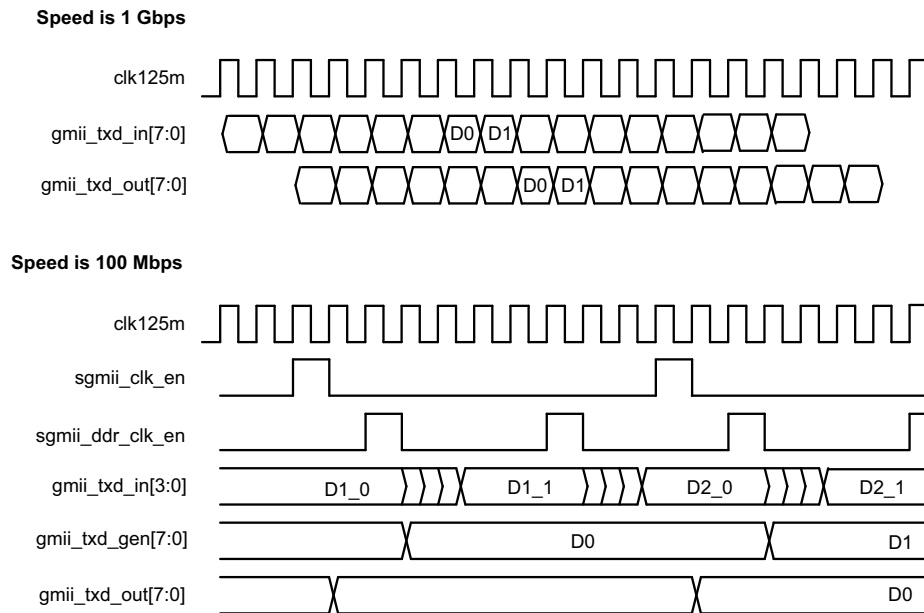 Speed is 1 Gbps
clk125m
gmii_txd_in[7:0] D0 D1
gmii_txd_out[7:0] D0 D1
Speed is 100 Mbps
clk125m
sgmii_clk_en
sgmii_ddr_clk_en
gmii_txd_in[3:0] D1_0 D1_1 D2_0 D2_1
gmii_txd_gen[7:0] D0 D1
gmii_txd_out[7:0] D0